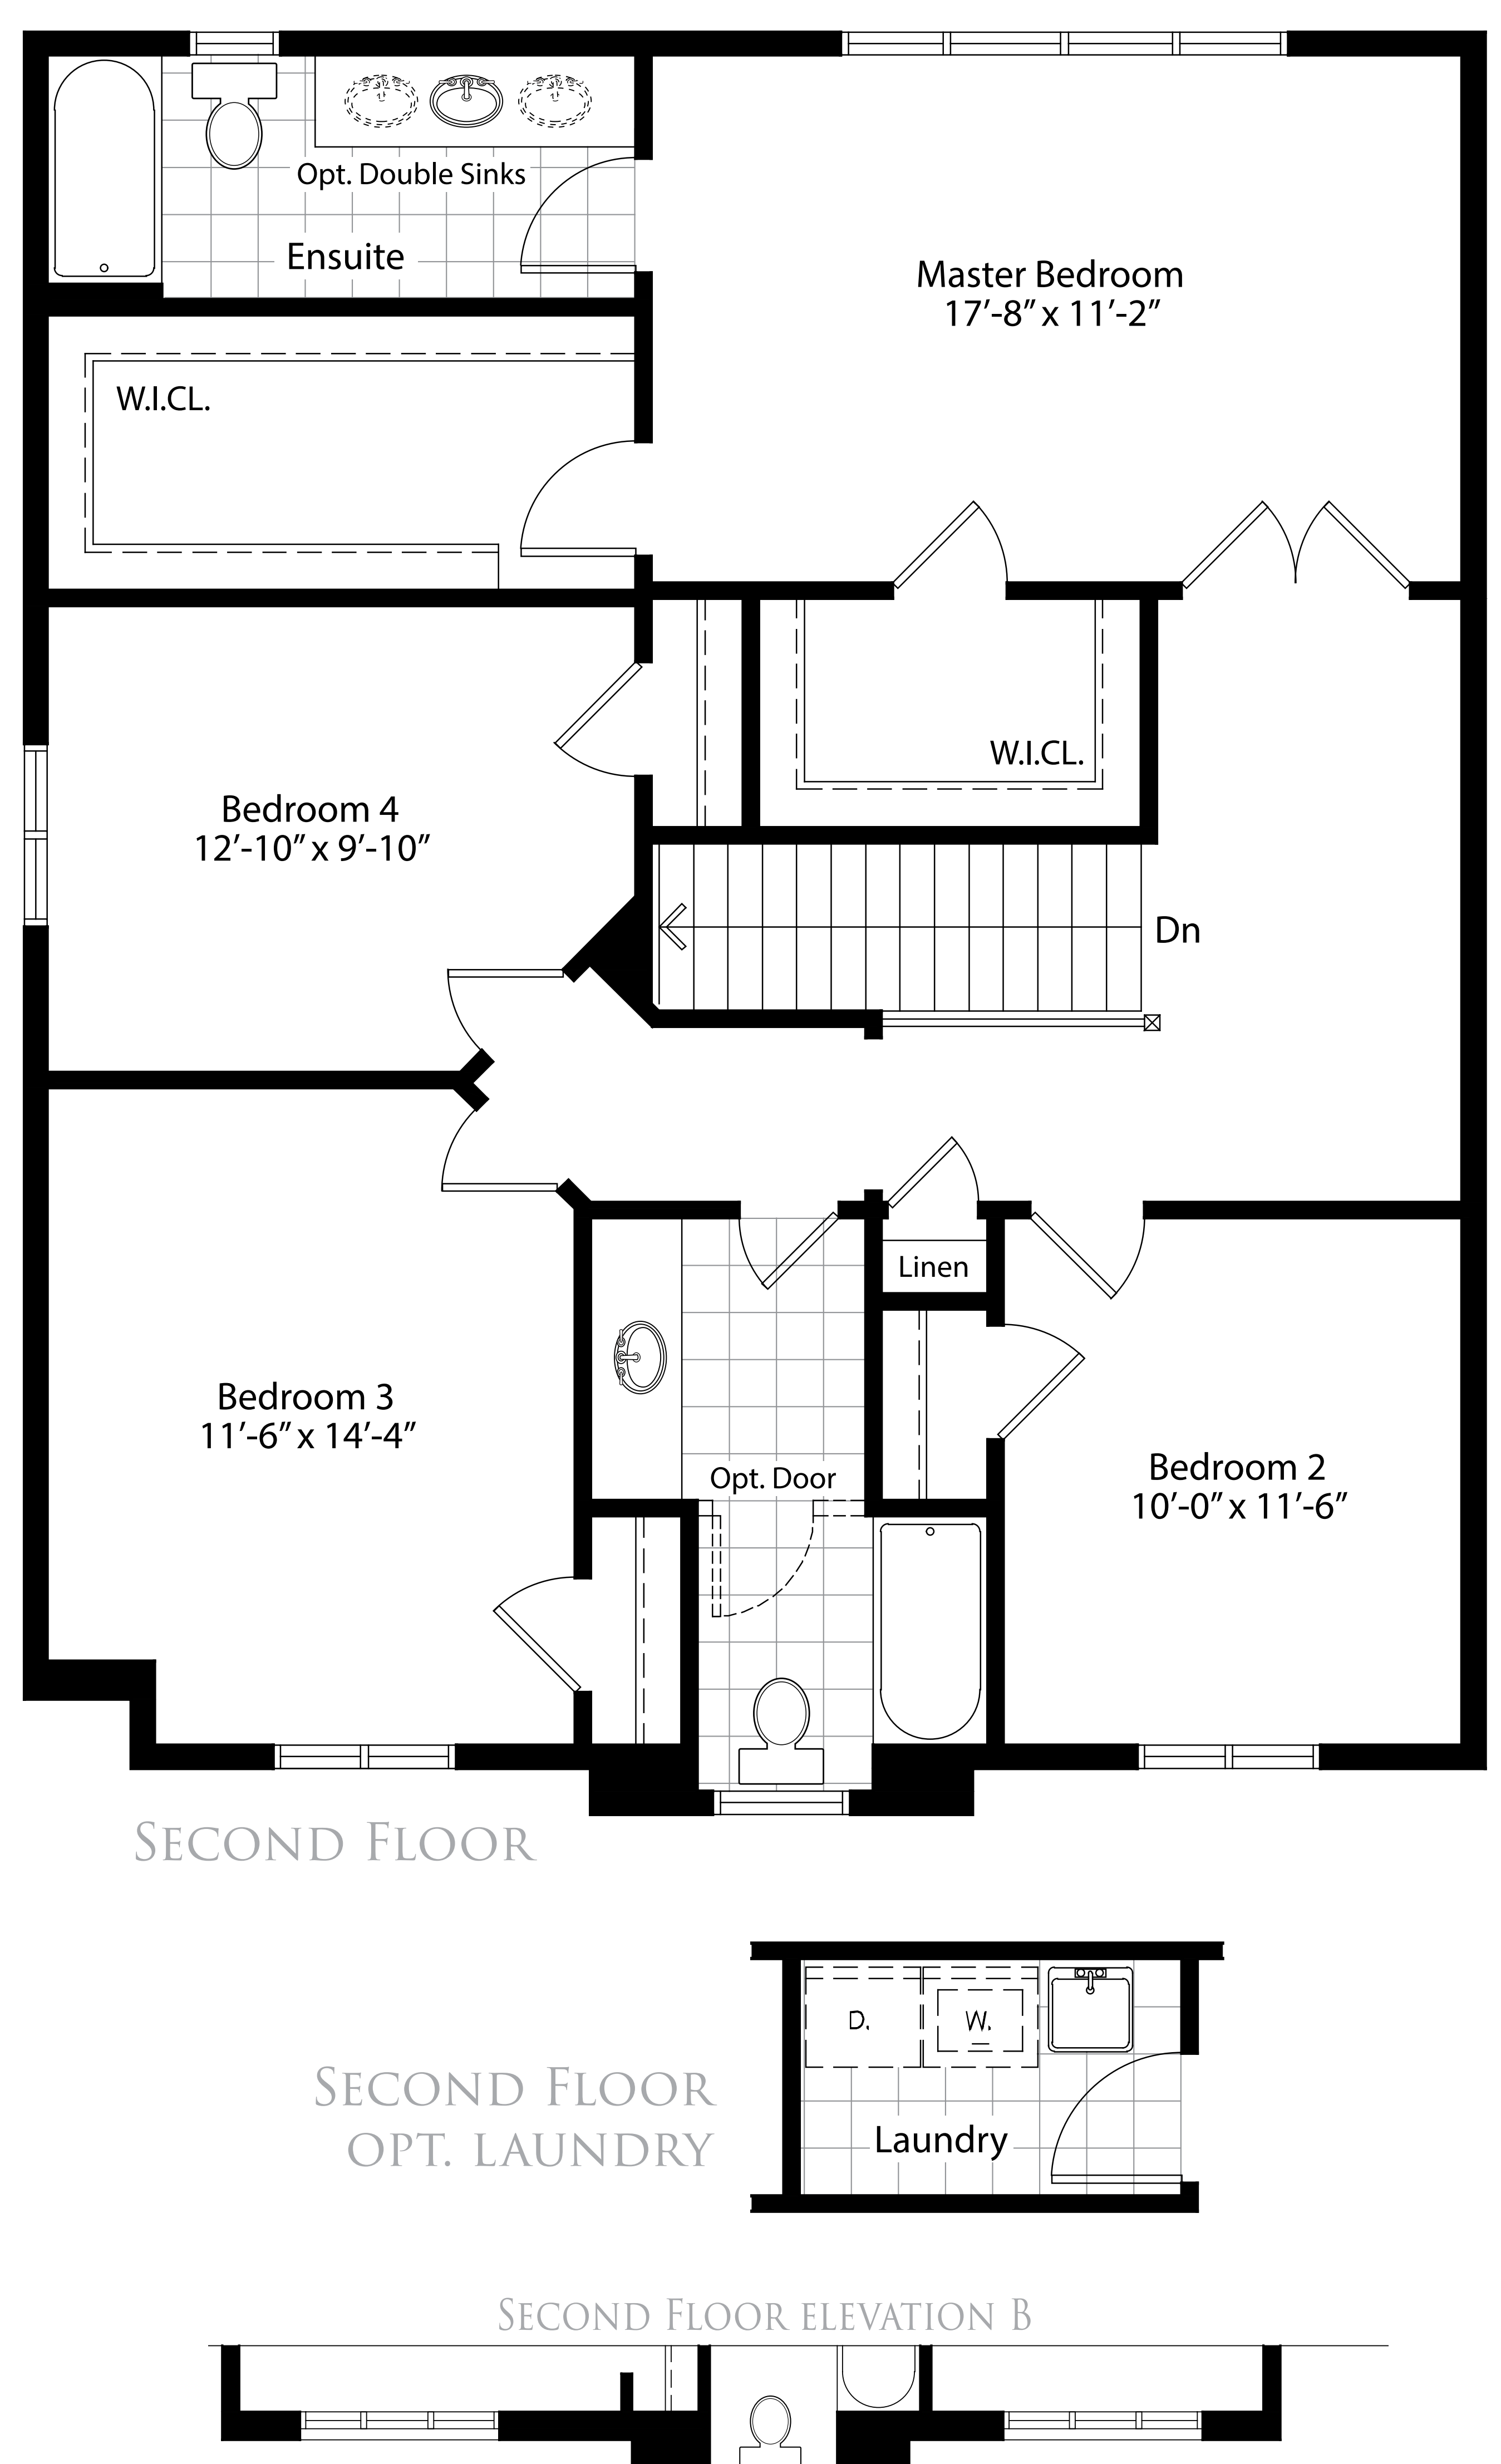 Opt. Double Sinks
Ensuite
Master Bedroom
17’-8” x 11’-2”
W.I.CL.
W.I.CL.
Bedroom 4
12’-10” x 9’-10”
Dn
Linen
Bedroom 3
11’-6” x 14’-4”
Opt. Door
Bedroom 2
10’-0” x 11’-6”
Second Floor
D.
W.
Second Floor
opt. laundry
Laundry
Second Floor elevation B